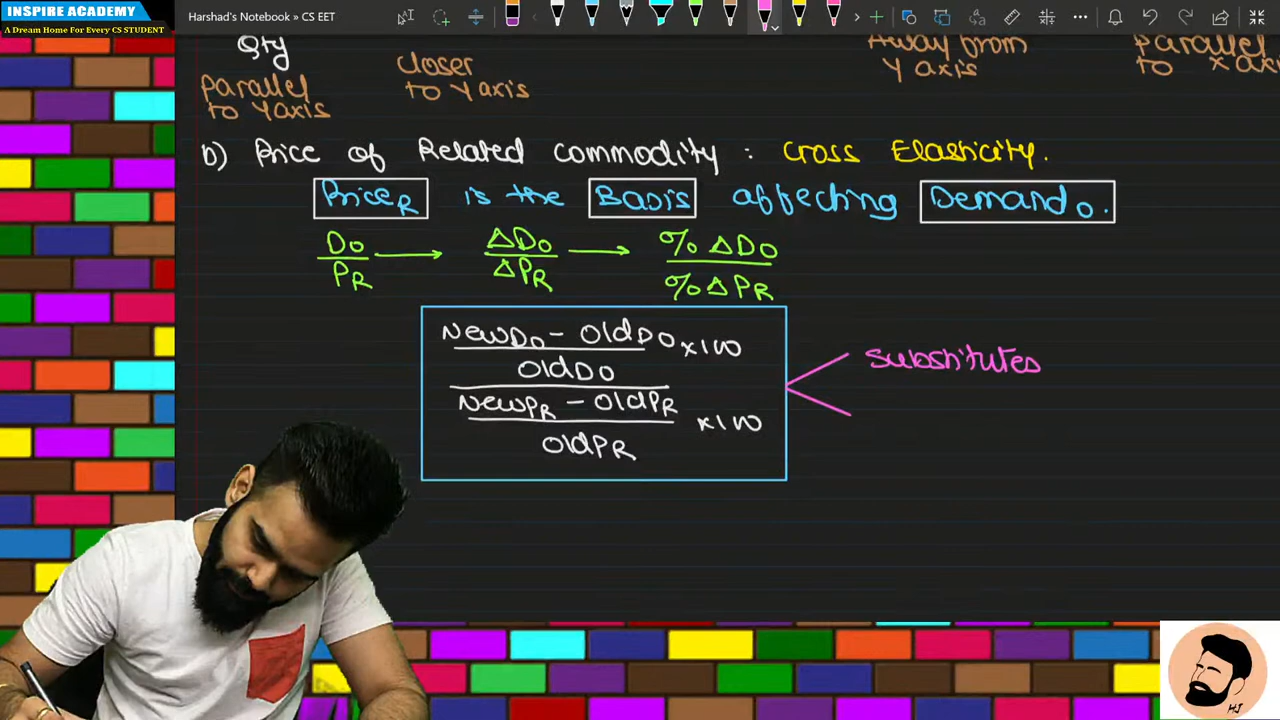 INSPIRE ACADEMY
A Dream Home For Every CS STUDENT
Harshad's Notebook » CS EET
Qty
parallel
to Y axis
closer
to Y axis
Away from
Y axis
parallel
to x axis
b) Price of Related commodity : Cross Elasticity.
PriceR is the Basis affecting Demando.
Do/PR → ΔDo/ΔPR → % ΔDo/% ΔPR
NewDo - oldDo x100
oldDo
NewPR - oldPR x100
oldPR
Substitutes
HJ